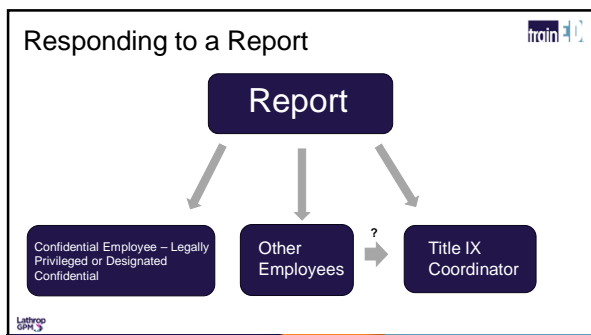 Responding to a Report
trainED
Report
Confidential Employee – Legally
Privileged or Designated
Confidential
Other
Employees
?
Title IX
Coordinator
Lathrop
GPM